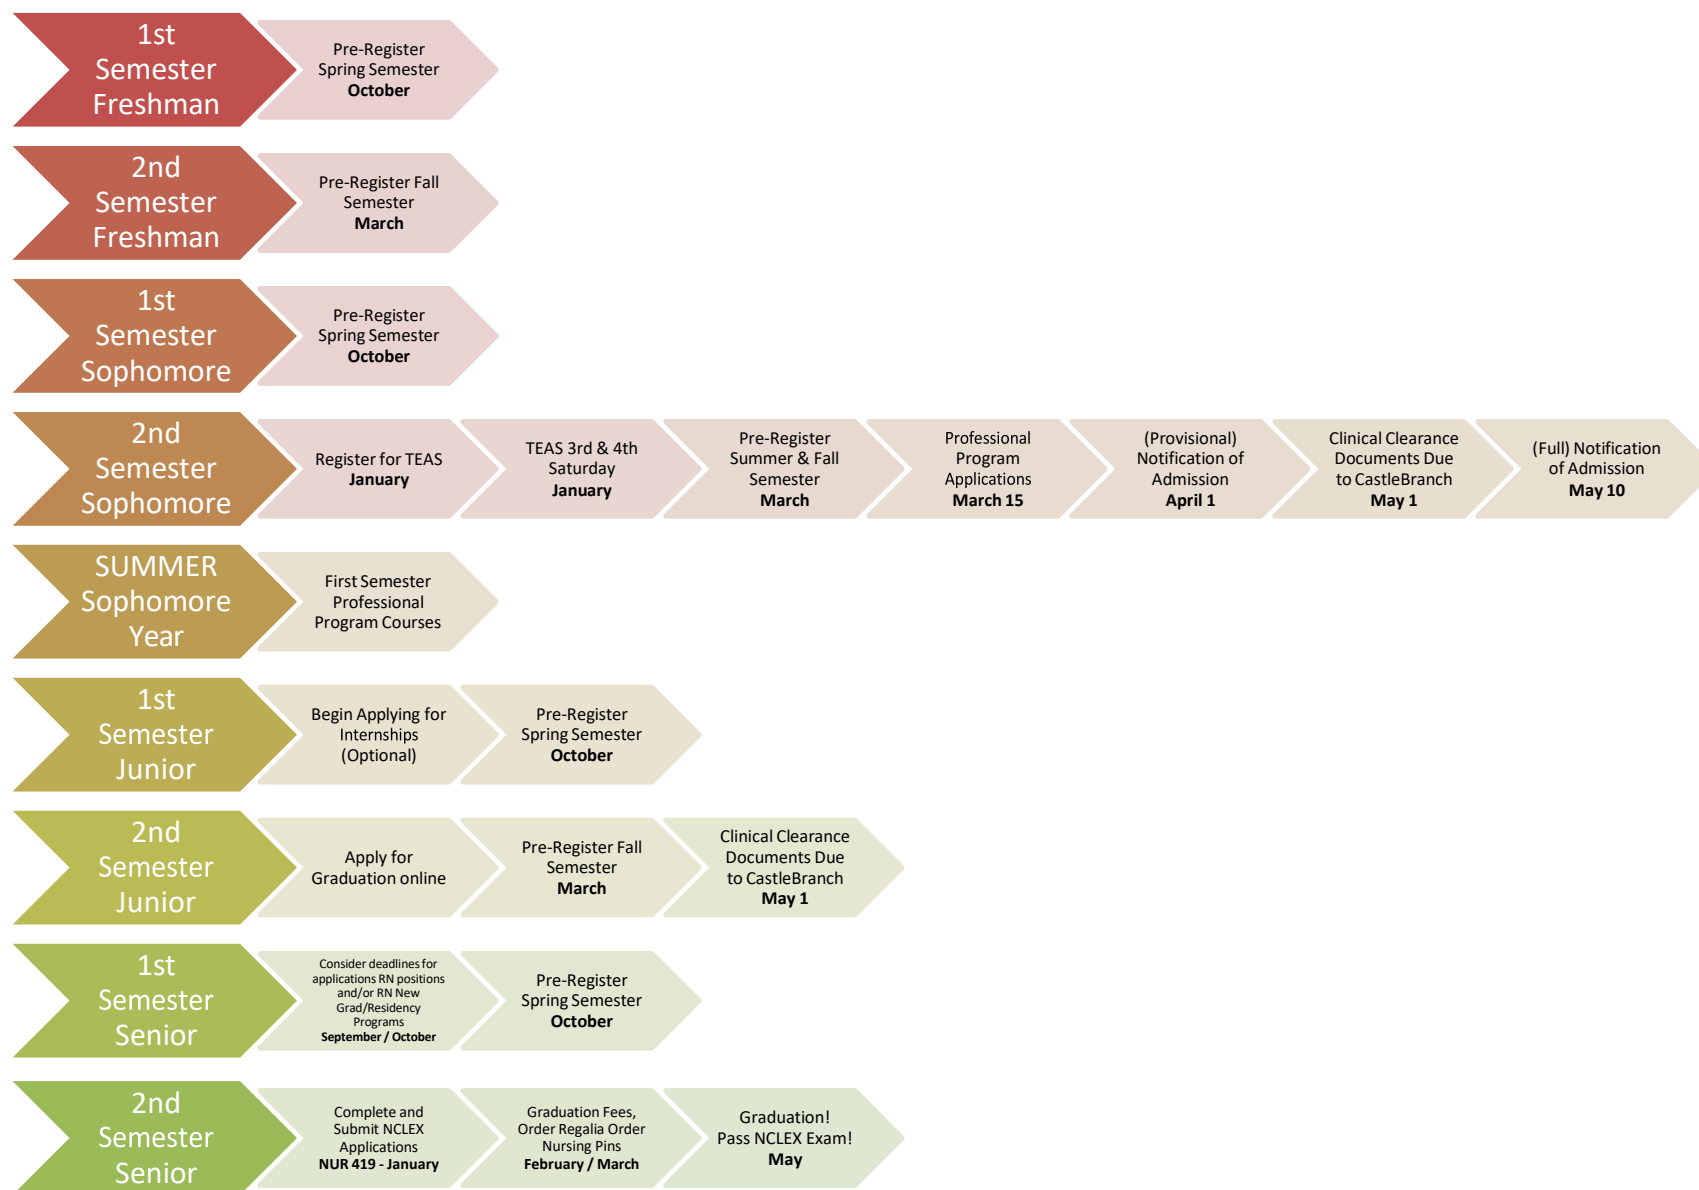 1st
Semester
Freshman
Pre-Register
Spring Semester
October
2nd
Semester
Freshman
Pre-Register Fall
Semester
March
1st
Semester
Sophomore
Pre-Register
Spring Semester
October
2nd
Semester
Sophomore
Register for TEAS
January
TEAS 3rd & 4th
Saturday
January
Pre-Register
Summer & Fall
Semester
March
Professional
Program
Applications
March 15
(Provisional)
Notification of
Admission
April 1
Clinical Clearance
Documents Due
to CastleBranch
May 1
(Full) Notification
of Admission
May 10
SUMMER
Sophomore
Year
First Semester
Professional
Program Courses
1st
Semester
Junior
Begin Applying for
Internships
(Optional)
Pre-Register
Spring Semester
October
2nd
Semester
Junior
Apply for
Graduation online
Pre-Register Fall
Semester
March
Clinical Clearance
Documents Due
to CastleBranch
May 1
1st
Semester
Senior
Consider deadlines for
applications RN positions
and/or RN New
Grad/Residency
Programs
September / October
Pre-Register
Spring Semester
October
2nd
Semester
Senior
Complete and
Submit NCLEX
Applications
NUR 419 - January
Graduation Fees,
Order Regalia Order
Nursing Pins
February / March
Graduation!
Pass NCLEX Exam!
May